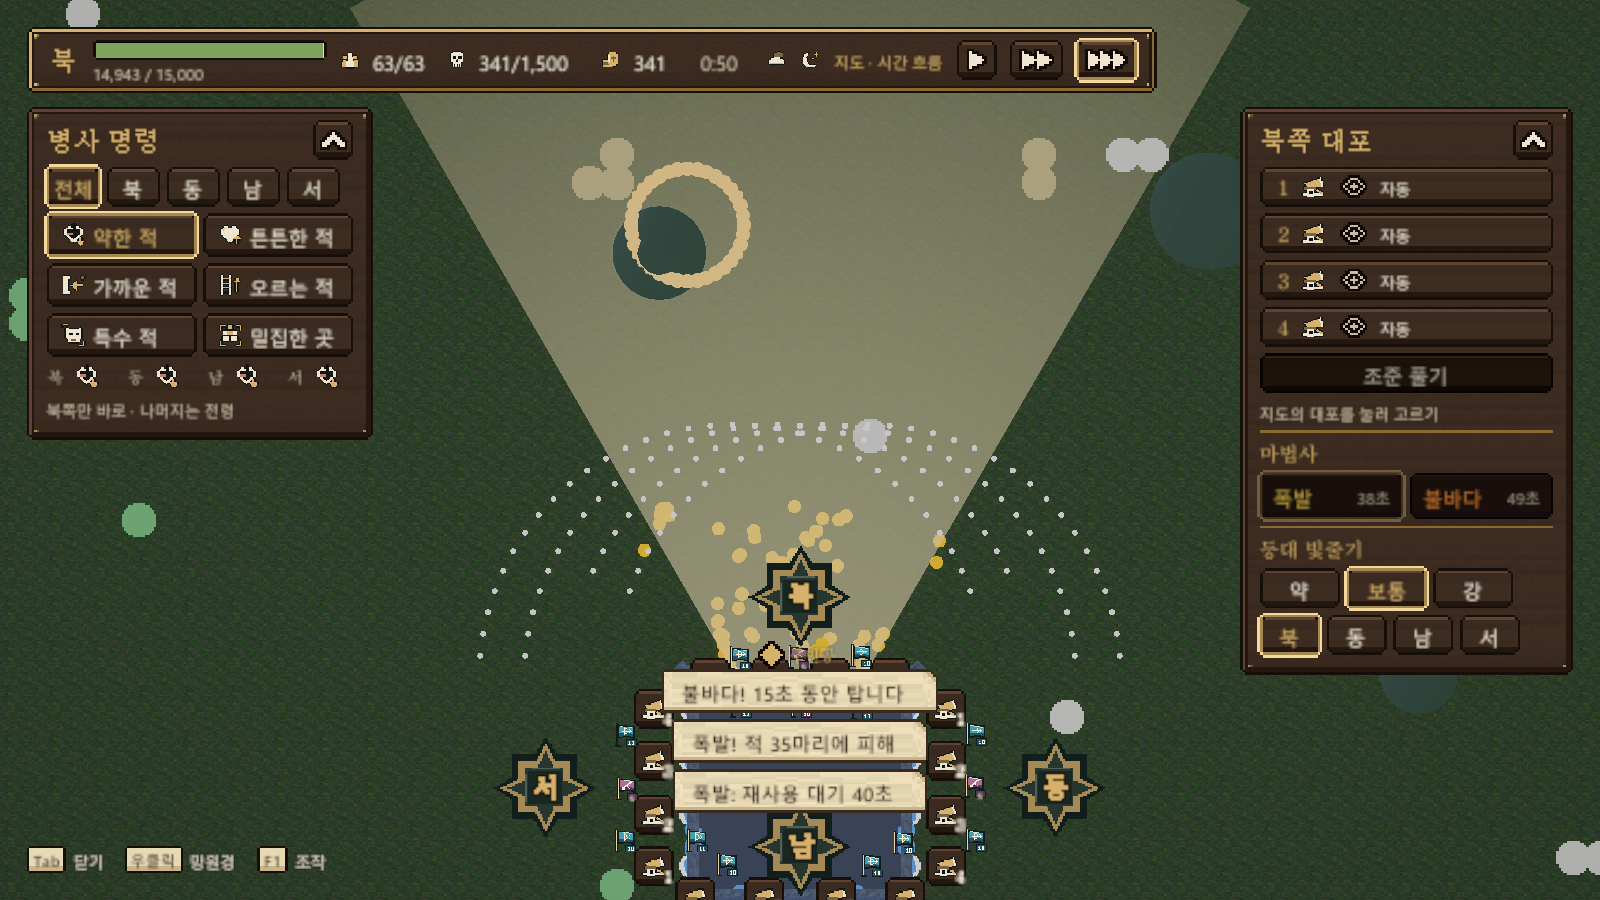 북
14,943 / 15,000
63/63
341/1,500
341
0:50
지도 · 시간 흐름
병사 명령
전체 북 동 남 서
약한 적 튼튼한 적
가까운 적 오르는 적
특수 적 밀집한 곳
북 동 남 서
북쪽만 바로 · 나머지는 전령
북쪽 대포
1 자동
2 자동
3 자동
4 자동
조준 풀기
지도의 대포를 눌러 고르기
마법사
폭발 38초 불바다 49초
등대 빛줄기
약 보통 강
북 동 남 서
북
불바다! 15초 동안 탑니다
폭발! 적 35마리에 피해
폭발: 재사용 대기 40초
서
동
남
Tab 닫기 우클릭 망원경 F1 조작